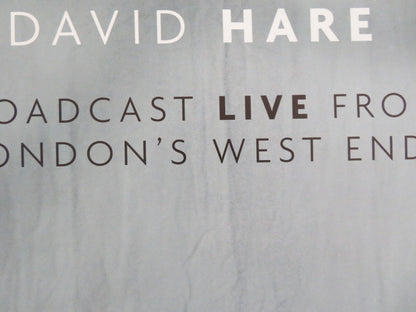 DAVID HARE
OADCAST LIVE FRO
ONDON'S WEST END